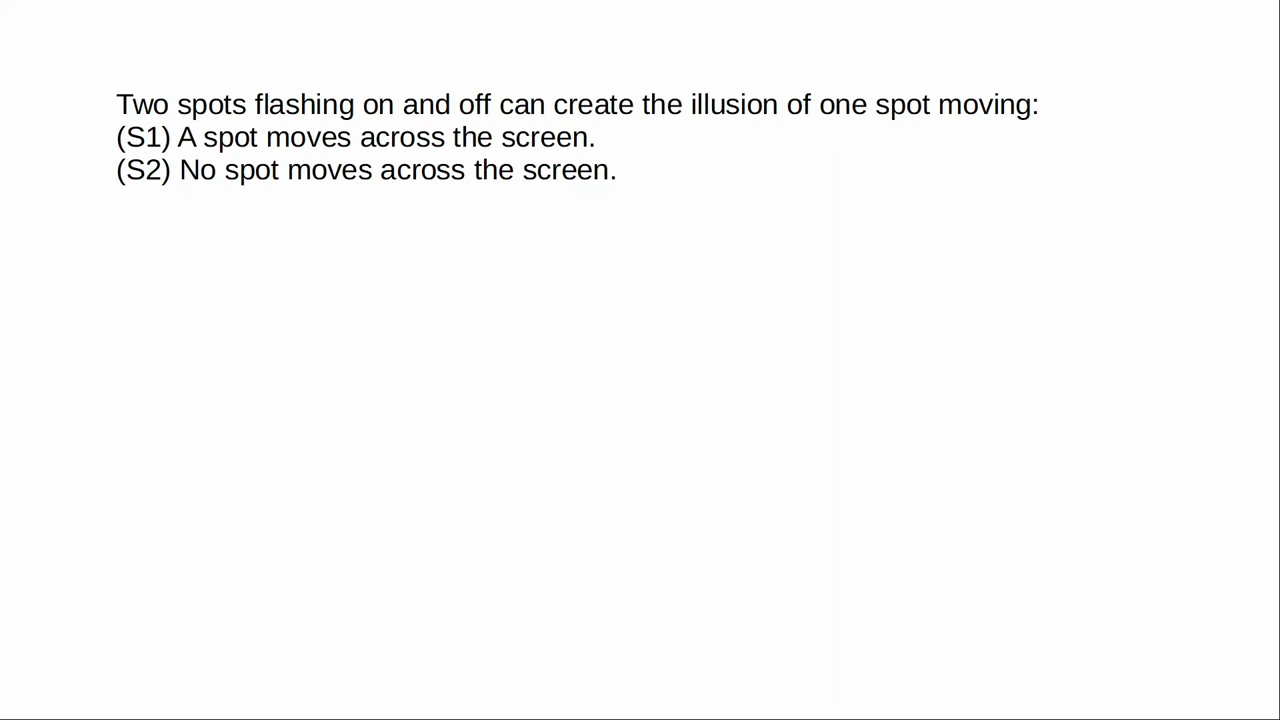 Two spots flashing on and off can create the illusion of one spot moving:
(S1) A spot moves across the screen.
(S2) No spot moves across the screen.